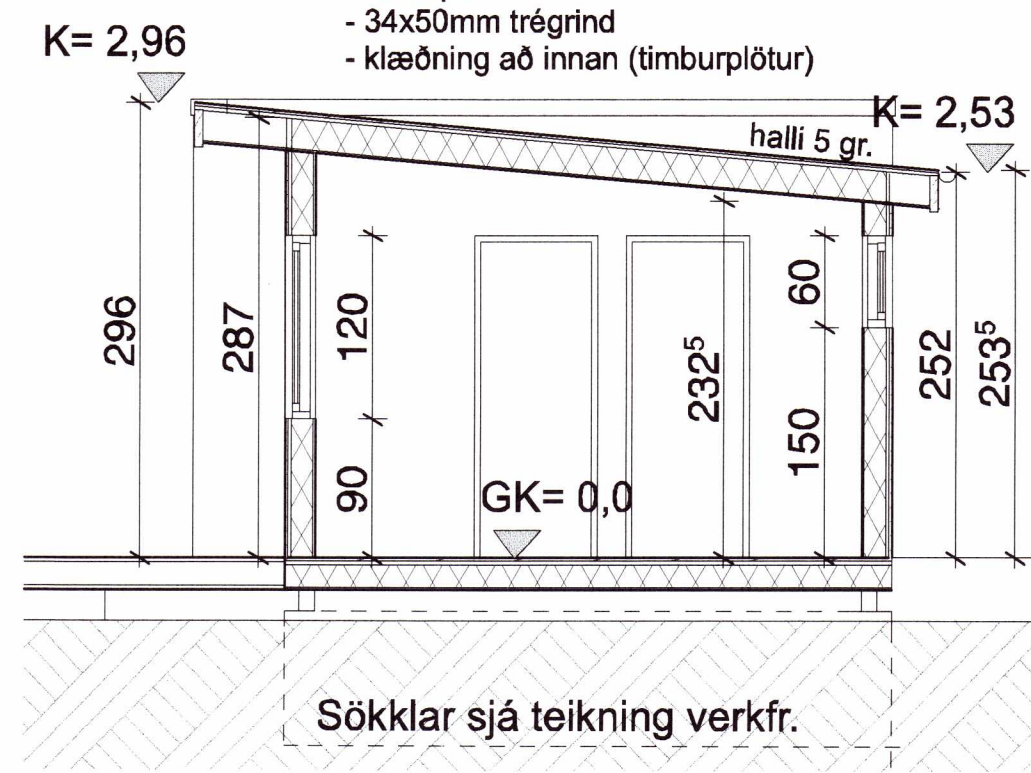 - 34x50mm trégrind
- klæðning að innan (timburplötur)
K= 2,96
K= 2,53
halli 5 gr.
296
287
120
90
232⁵
60
150
252
253⁵
GK= 0,0
Sökklar sjá teikning verkfr.